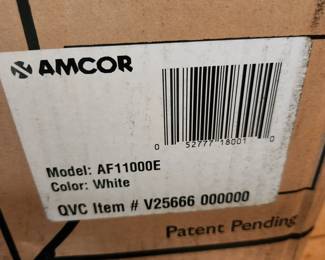 AMCOR
0 52777 18001 0
Model: AF11000E
Color: White
QVC Item # V25666 000000
Patent Pending